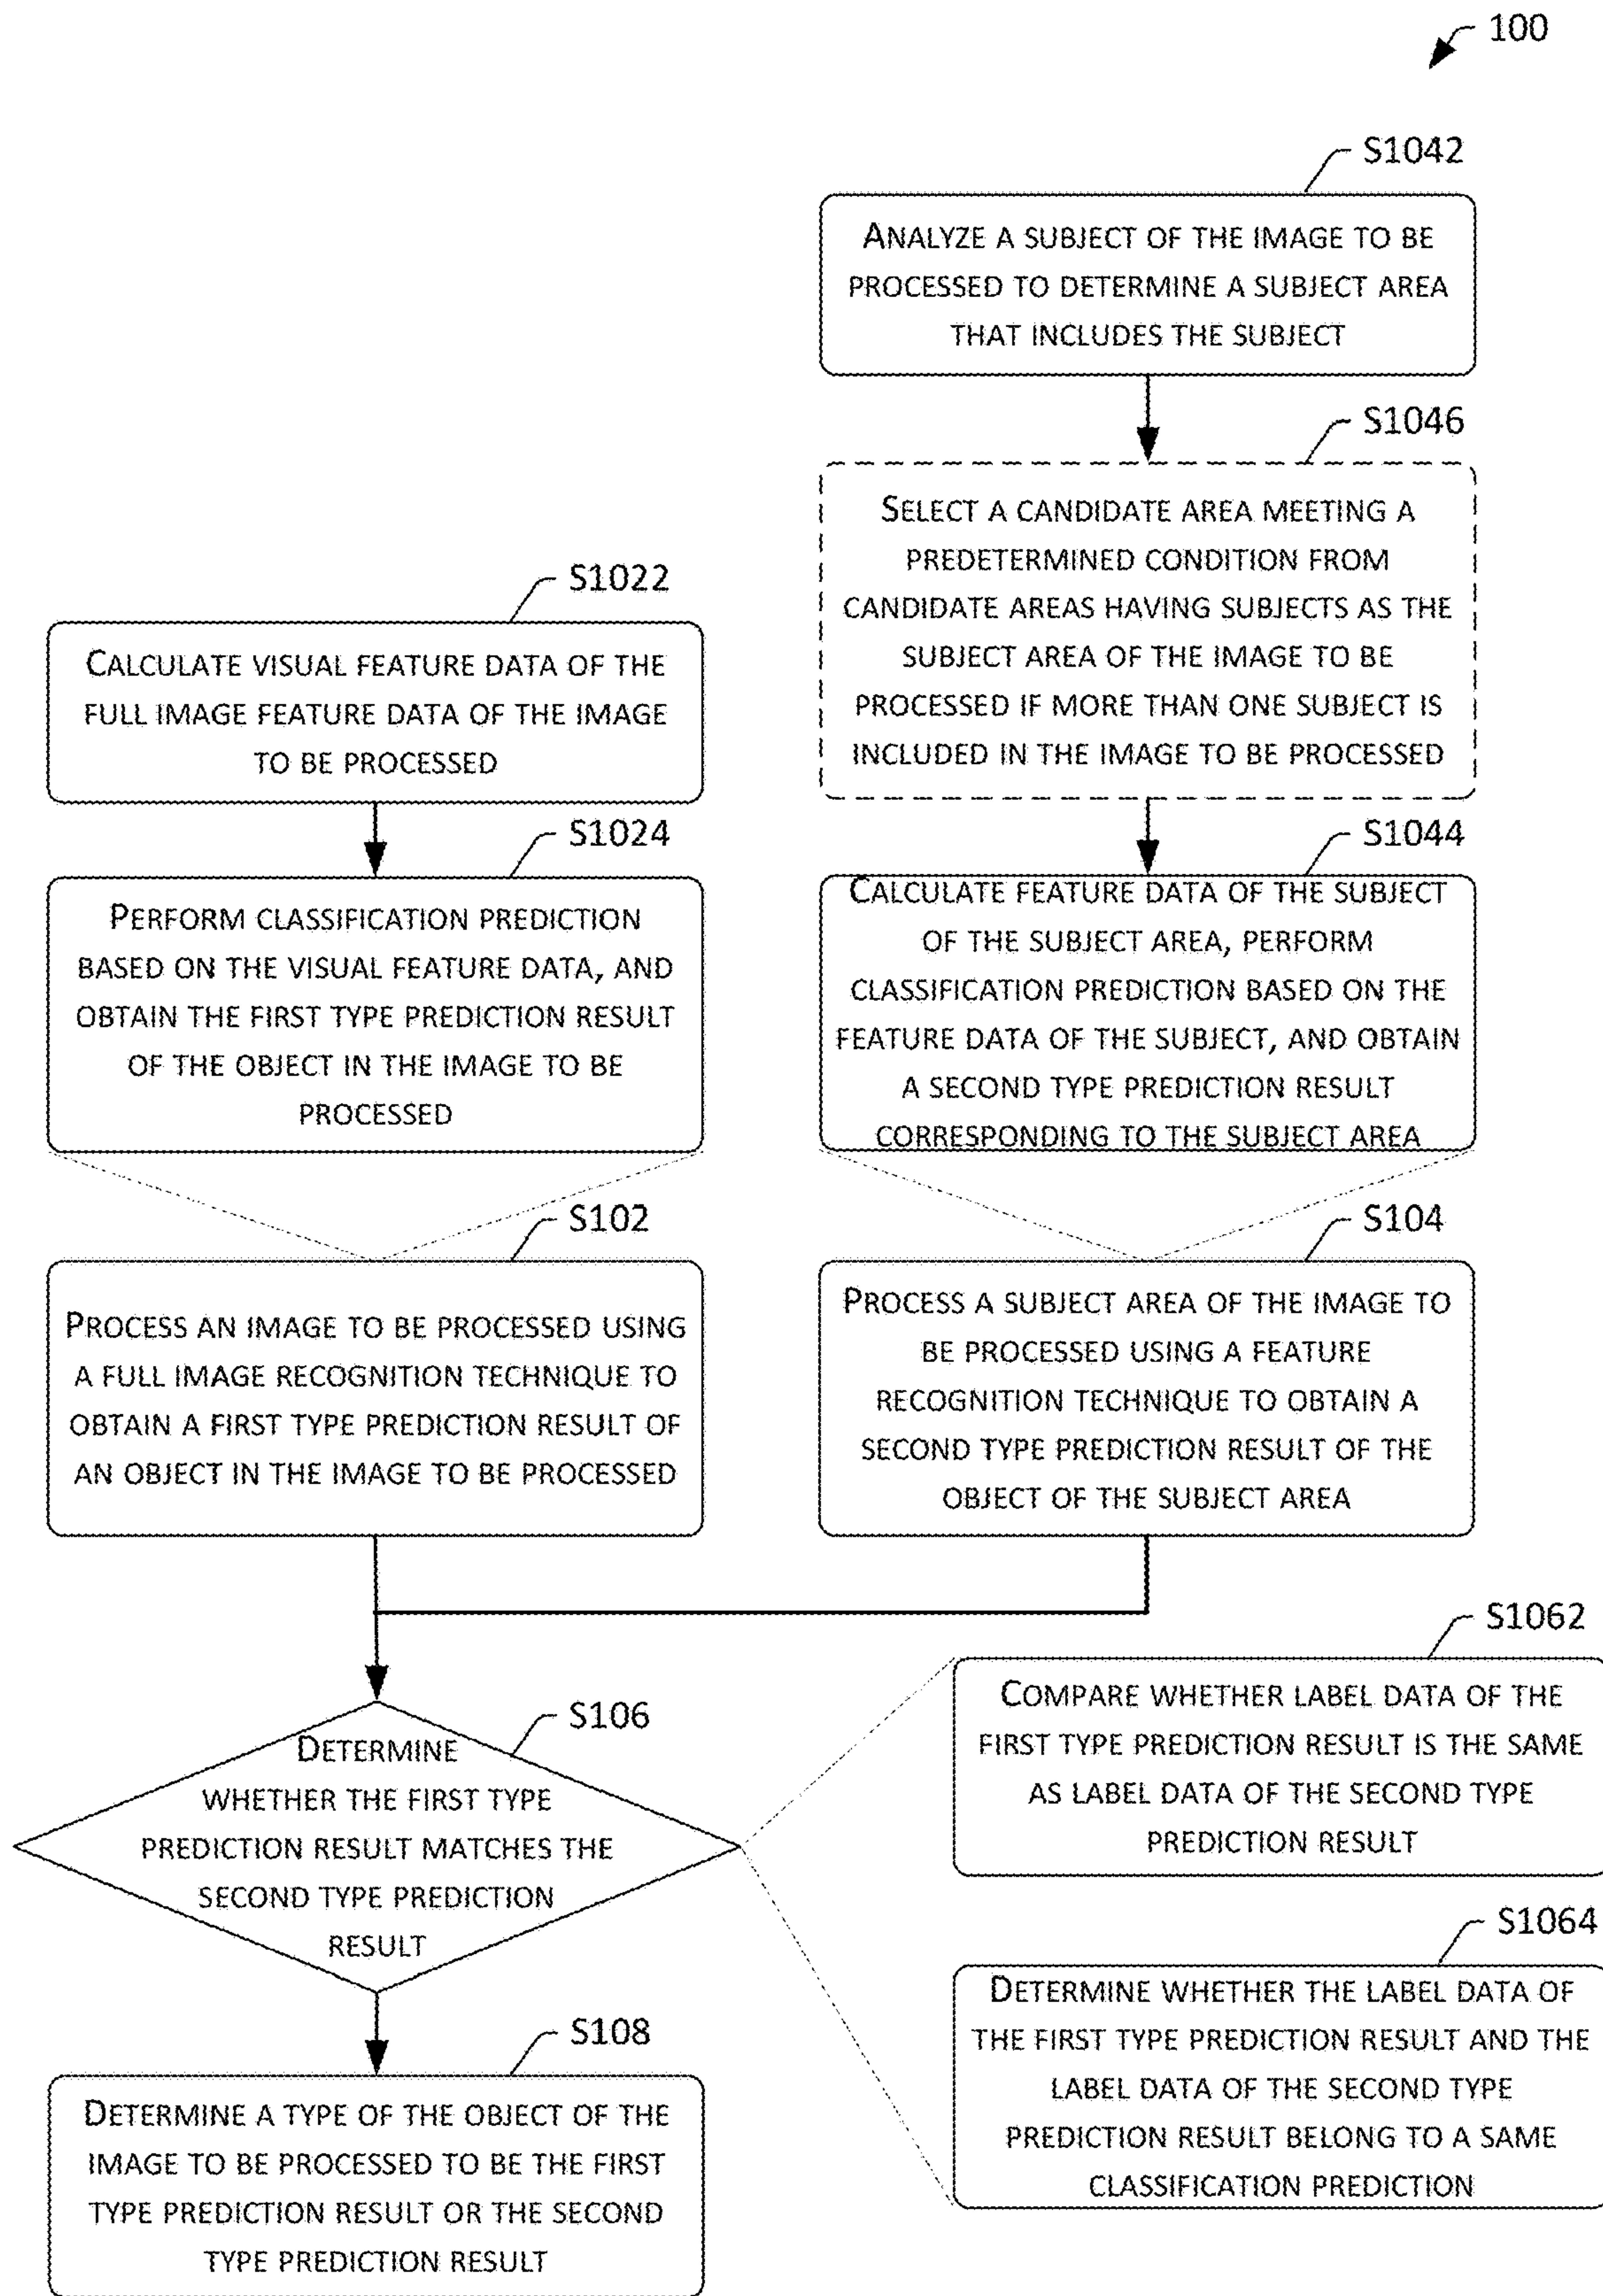 100
S1042
ANALYZE A SUBJECT OF THE IMAGE TO BE
PROCESSED TO DETERMINE A SUBJECT AREA
THAT INCLUDES THE SUBJECT
S1046
SELECT A CANDIDATE AREA MEETING A
PREDETERMINED CONDITION FROM
CANDIDATE AREAS HAVING SUBJECTS AS THE
SUBJECT AREA OF THE IMAGE TO BE
PROCESSED IF MORE THAN ONE SUBJECT IS
INCLUDED IN THE IMAGE TO BE PROCESSED
S1022
CALCULATE VISUAL FEATURE DATA OF THE
FULL IMAGE FEATURE DATA OF THE IMAGE
TO BE PROCESSED
S1024
PERFORM CLASSIFICATION PREDICTION
BASED ON THE VISUAL FEATURE DATA, AND
OBTAIN THE FIRST TYPE PREDICTION RESULT
OF THE OBJECT IN THE IMAGE TO BE
PROCESSED
S1044
CALCULATE FEATURE DATA OF THE SUBJECT
OF THE SUBJECT AREA, PERFORM
CLASSIFICATION PREDICTION BASED ON THE
FEATURE DATA OF THE SUBJECT, AND OBTAIN
A SECOND TYPE PREDICTION RESULT
CORRESPONDING TO THE SUBJECT AREA
S102
PROCESS AN IMAGE TO BE PROCESSED USING
A FULL IMAGE RECOGNITION TECHNIQUE TO
OBTAIN A FIRST TYPE PREDICTION RESULT OF
AN OBJECT IN THE IMAGE TO BE PROCESSED
S104
PROCESS A SUBJECT AREA OF THE IMAGE TO
BE PROCESSED USING A FEATURE
RECOGNITION TECHNIQUE TO OBTAIN A
SECOND TYPE PREDICTION RESULT OF THE
OBJECT OF THE SUBJECT AREA
S106
DETERMINE
WHETHER THE FIRST TYPE
PREDICTION RESULT MATCHES THE
SECOND TYPE PREDICTION
RESULT
S1062
COMPARE WHETHER LABEL DATA OF THE
FIRST TYPE PREDICTION RESULT IS THE SAME
AS LABEL DATA OF THE SECOND TYPE
PREDICTION RESULT
S1064
DETERMINE WHETHER THE LABEL DATA OF
THE FIRST TYPE PREDICTION RESULT AND THE
LABEL DATA OF THE SECOND TYPE
PREDICTION RESULT BELONG TO A SAME
CLASSIFICATION PREDICTION
S108
DETERMINE A TYPE OF THE OBJECT OF THE
IMAGE TO BE PROCESSED TO BE THE FIRST
TYPE PREDICTION RESULT OR THE SECOND
TYPE PREDICTION RESULT